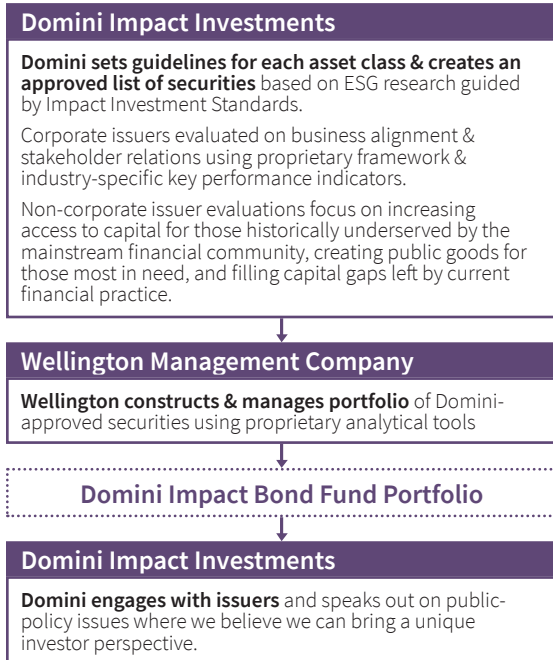 Domini Impact Investments
Domini sets guidelines for each asset class & creates an
approved list of securities based on ESG research guided
by Impact Investment Standards.
Corporate issuers evaluated on business alignment &
stakeholder relations using proprietary framework &
industry-specific key performance indicators.
Non-corporate issuer evaluations focus on increasing
access to capital for those historically underserved by the
mainstream financial community, creating public goods for
those most in need, and filling capital gaps left by current
financial practice.
Wellington Management Company
Wellington constructs & manages portfolio of Domini-
approved securities using proprietary analytical tools
Domini Impact Bond Fund Portfolio
Domini Impact Investments
Domini engages with issuers and speaks out on public-
policy issues where we believe we can bring a unique
investor perspective.